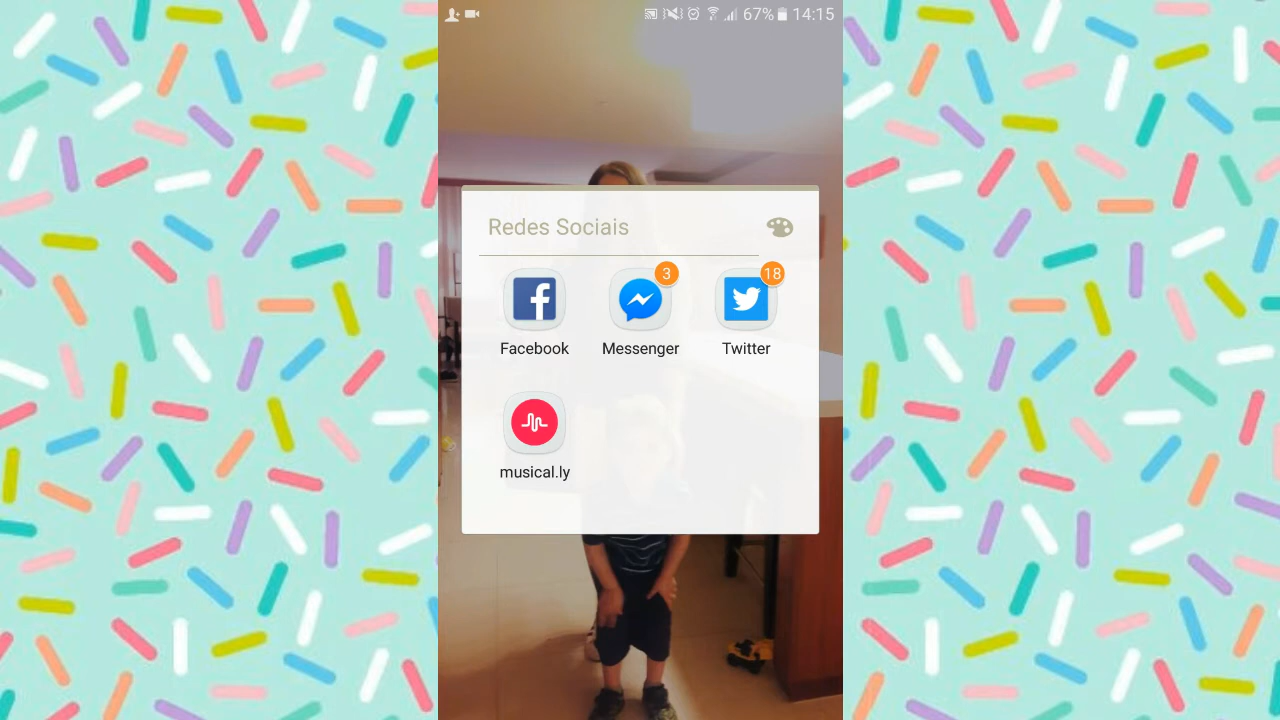 67% 14:15
Redes Sociais
3 18
Facebook Messenger Twitter
musical.ly